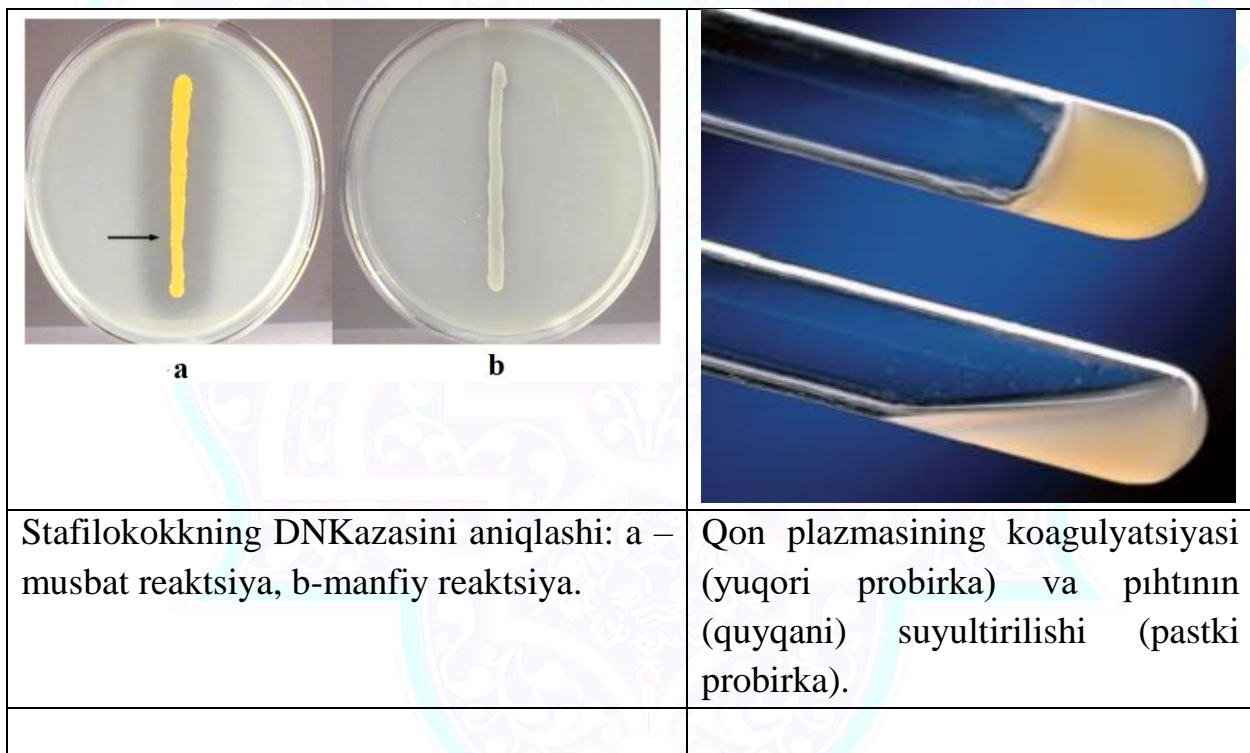 a
b
Stafilokokkning DNKazasini aniqlashi: a –
musbat reaktsiya, b-manfiy reaktsiya.
Qon plazmasining koagulyatsiyasi
(yuqori probirka) va pıhtının
(quyqani) suyultirilishi (pastki
probirka).